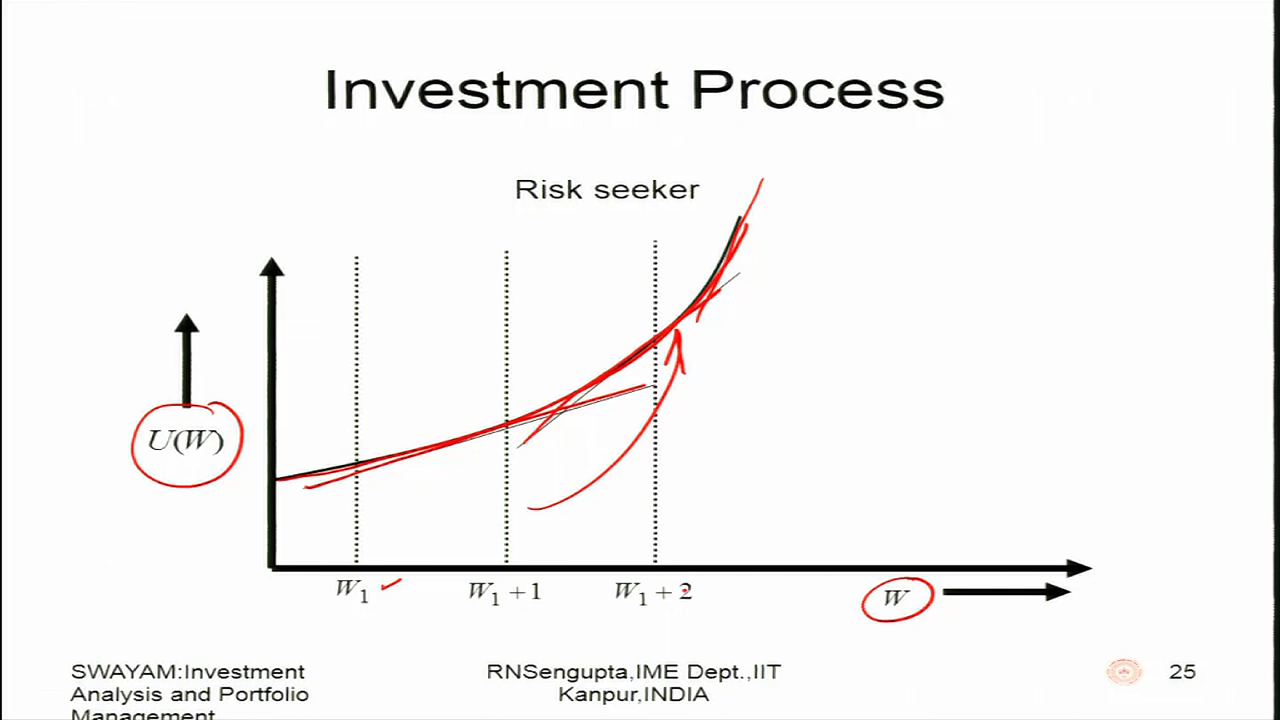 Investment Process
Risk seeker
U(W)
W₁
W₁ + 1
W₁ + 2
W
SWAYAM:Investment
Analysis and Portfolio
Management
RNSengupta,IME Dept.,IIT
Kanpur,INDIA
25